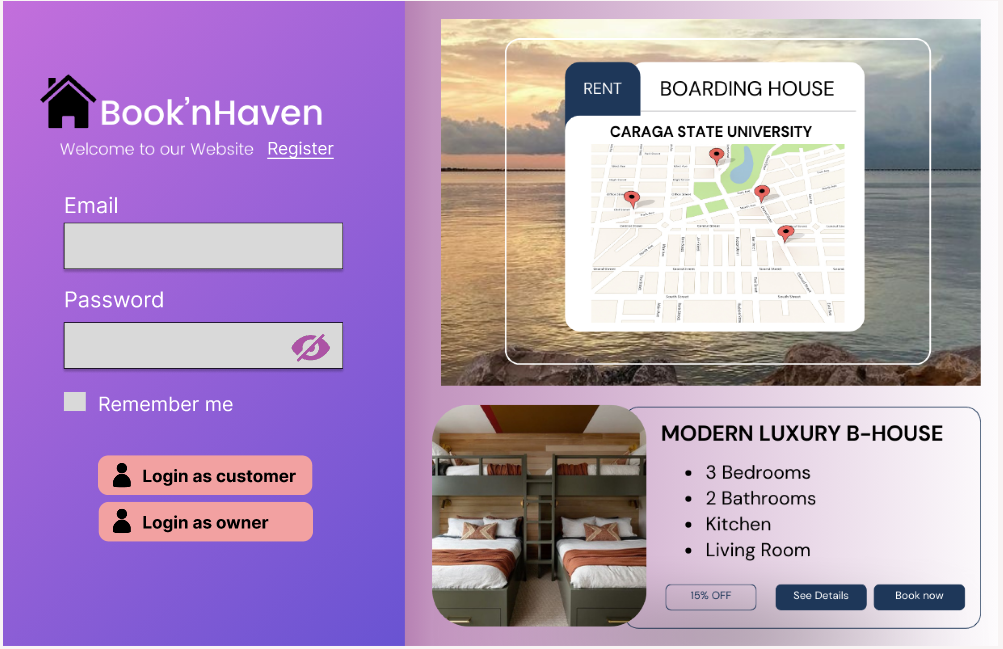 Book'nHaven
Welcome to our Website Register
Email
Password
Remember me
Login as customer
Login as owner
RENT
BOARDING HOUSE
CARAGA STATE UNIVERSITY
MODERN LUXURY B-HOUSE
• 3 Bedrooms
• 2 Bathrooms
• Kitchen
• Living Room
15% OFF
See Details
Book now